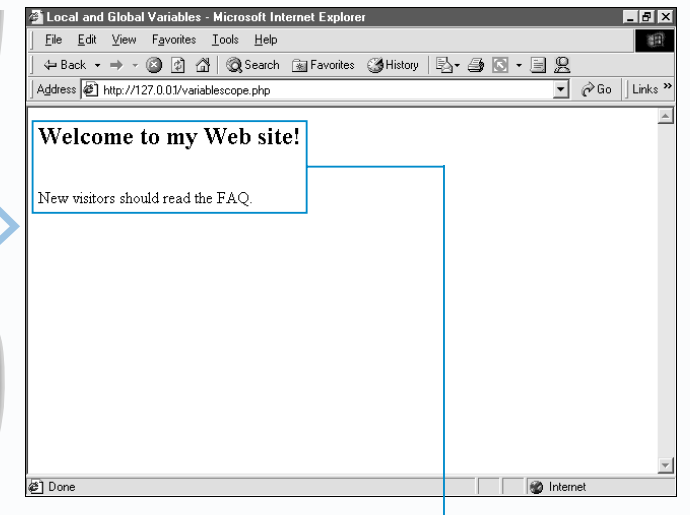 Local and Global Variables - Microsoft Internet Explorer
File Edit View Favorites Tools Help
Back Search Favorites History
Address http://127.0.01/variablescope.php Go Links »
Welcome to my Web site!
New visitors should read the FAQ.
Done Internet